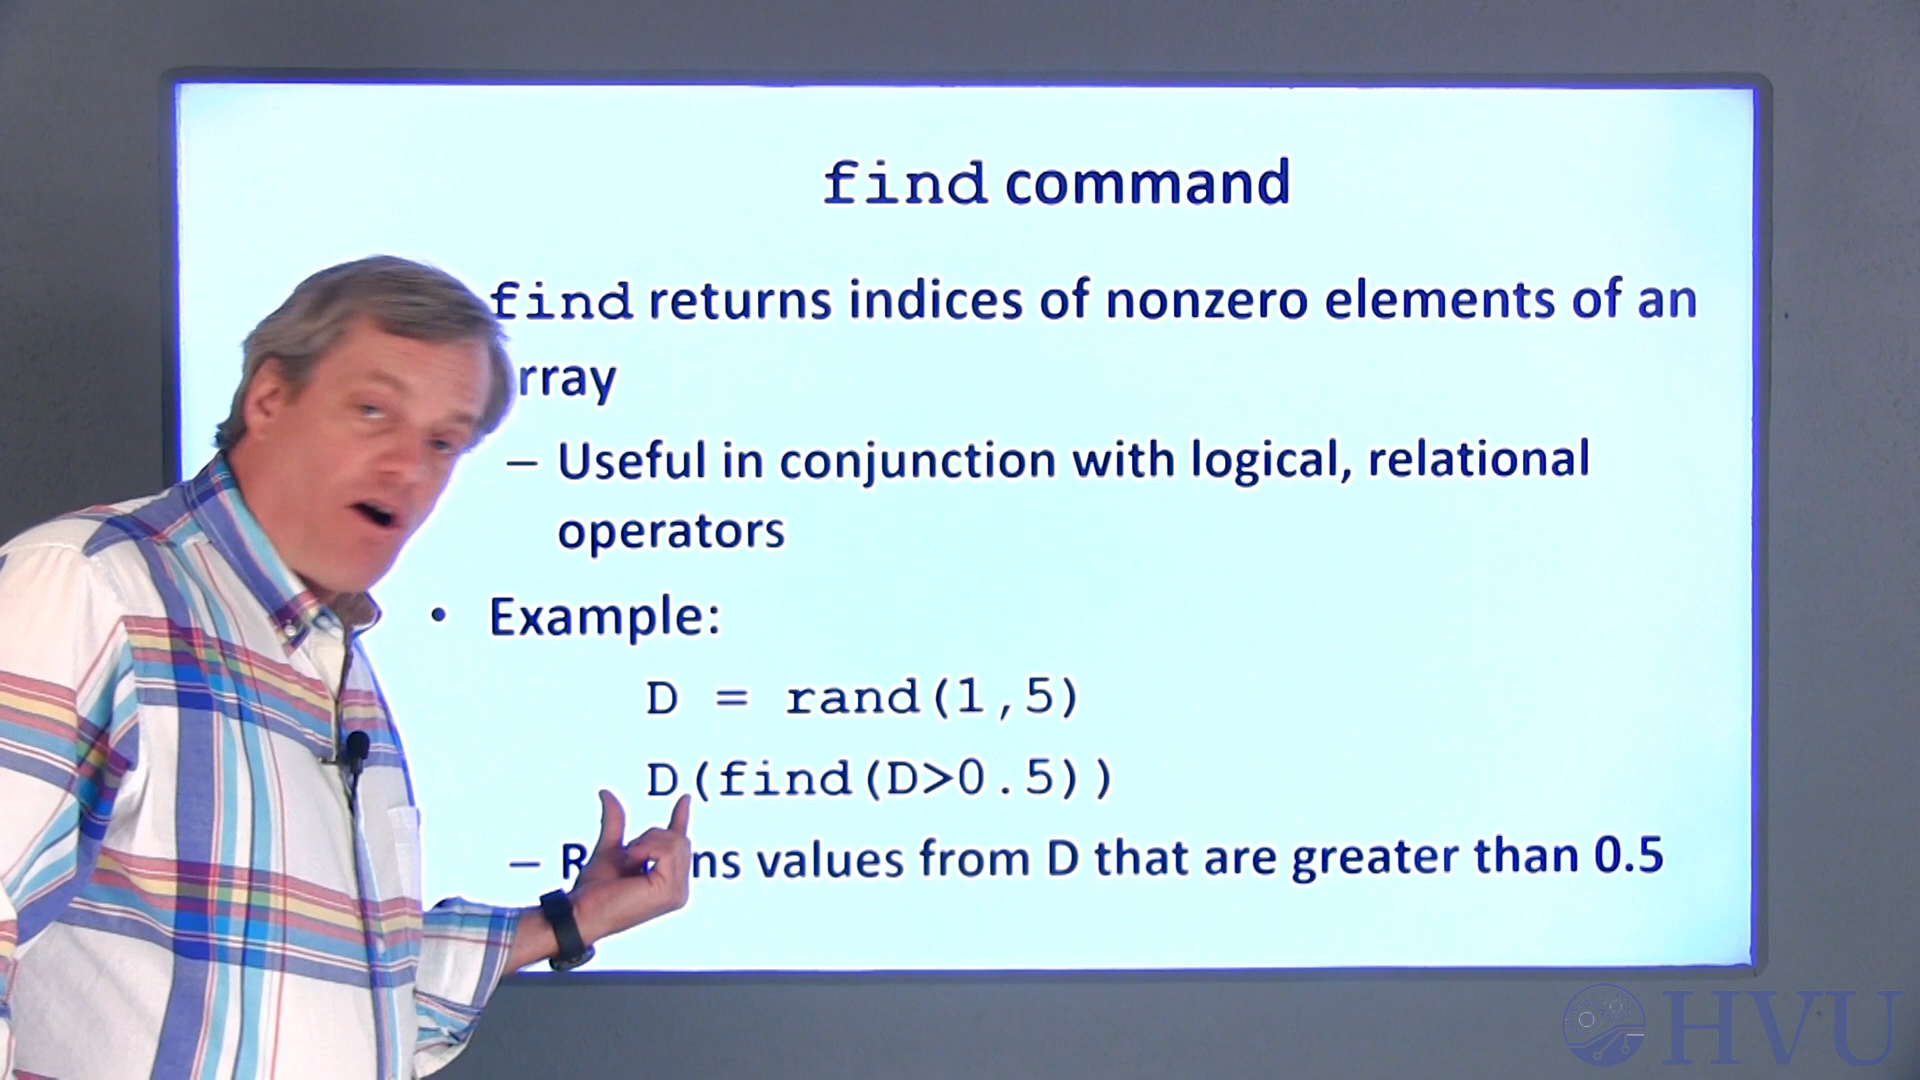 find command
find returns indices of nonzero elements of an
rray
– Useful in conjunction with logical, relational
operators
• Example:
D = rand(1,5)
D(find(D>0.5))
– values from D that are greater than 0.5
HVU